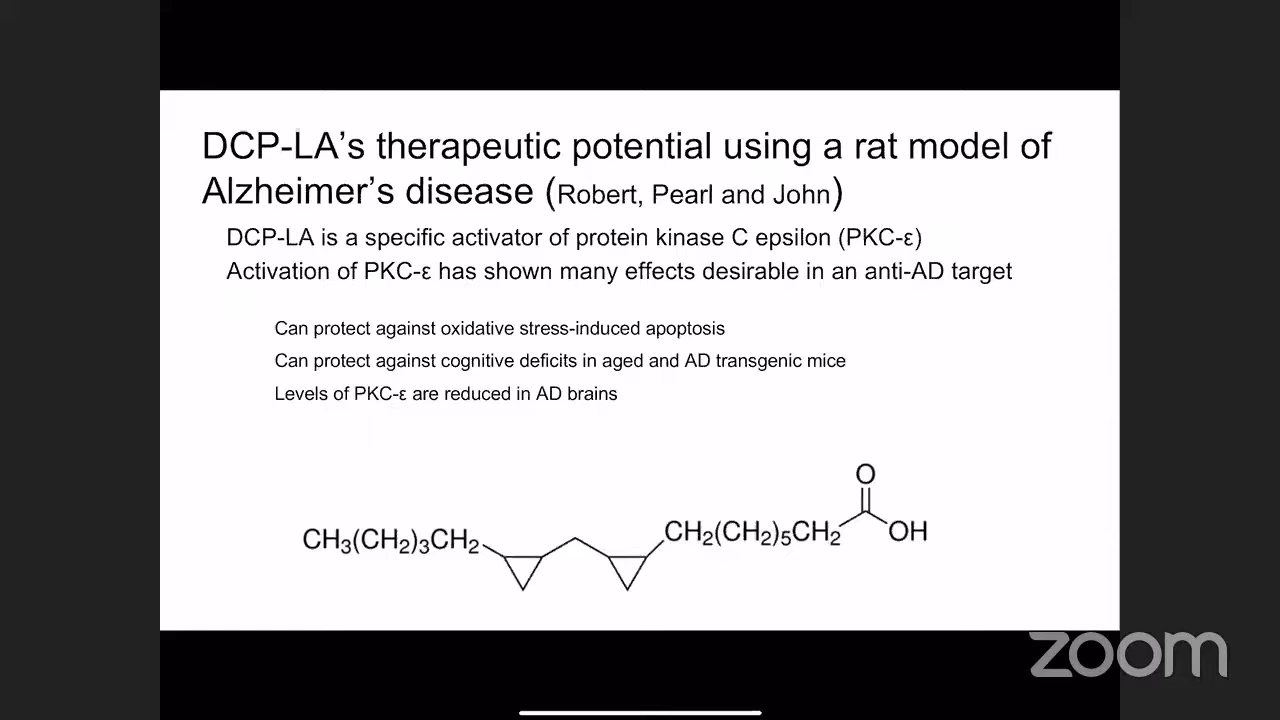 DCP-LA’s therapeutic potential using a rat model of
Alzheimer’s disease (Robert, Pearl and John)
DCP-LA is a specific activator of protein kinase C epsilon (PKC-ε)
Activation of PKC-ε has shown many effects desirable in an anti-AD target
Can protect against oxidative stress-induced apoptosis
Can protect against cognitive deficits in aged and AD transgenic mice
Levels of PKC-ε are reduced in AD brains
O
CH₃(CH₂)₃CH₂ CH₂(CH₂)₅CH₂ OH
zoom